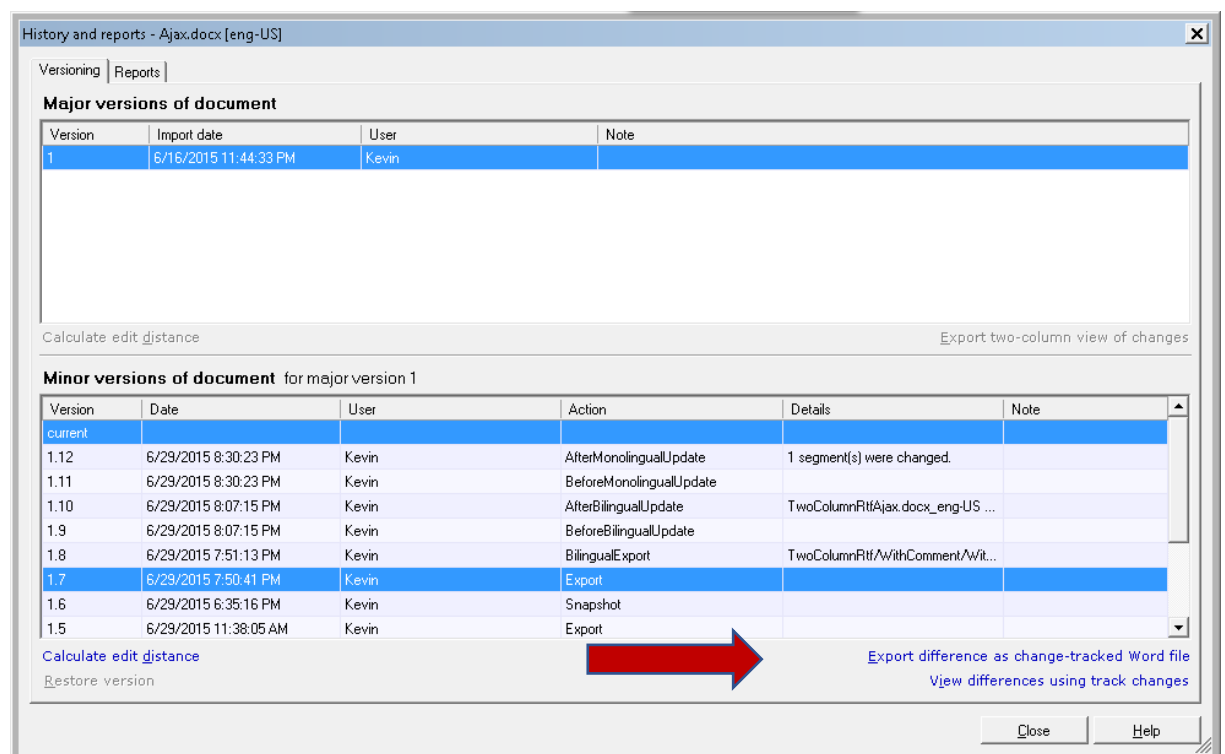 History and reports - Ajax.docx [eng-US]
Versioning Reports
Major versions of document
Version Import date User Note
1 6/16/2015 11:44:33 PM Kevin
Calculate edit distance Export two-column view of changes
Minor versions of document for major version 1
Version Date User Action Details Note
current
1.12 6/29/2015 8:30:23 PM Kevin AfterMonolingualUpdate 1 segment(s) were changed.
1.11 6/29/2015 8:30:23 PM Kevin BeforeMonolingualUpdate
1.10 6/29/2015 8:07:15 PM Kevin AfterBilingualUpdate TwoColumnRtfAjax.docx_eng-US ...
1.9 6/29/2015 8:07:15 PM Kevin BeforeBilingualUpdate
1.8 6/29/2015 7:51:13 PM Kevin BilingualExport TwoColumnRtf/WithComment/Wit...
1.7 6/29/2015 7:50:41 PM Kevin Export
1.6 6/29/2015 6:35:16 PM Kevin Snapshot
1.5 6/29/2015 11:38:05 AM Kevin Export
Calculate edit distance Export difference as change-tracked Word file
Restore version View differences using track changes
Close Help